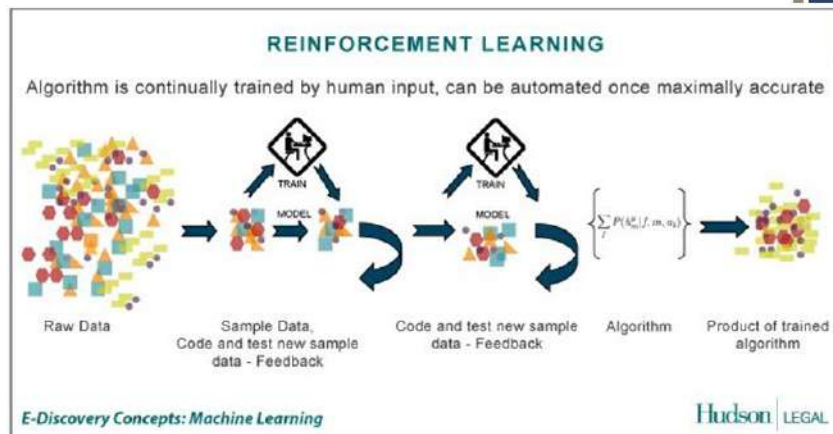 REINFORCEMENT LEARNING
Algorithm is continually trained by human input, can be automated once maximally accurate
TRAIN
MODEL
TRAIN
MODEL
Raw Data
Sample Data,
Code and test new sample
data - Feedback
Code and test new sample
data - Feedback
Algorithm
Product of trained
algorithm
E-Discovery Concepts: Machine Learning
Hudson LEGAL